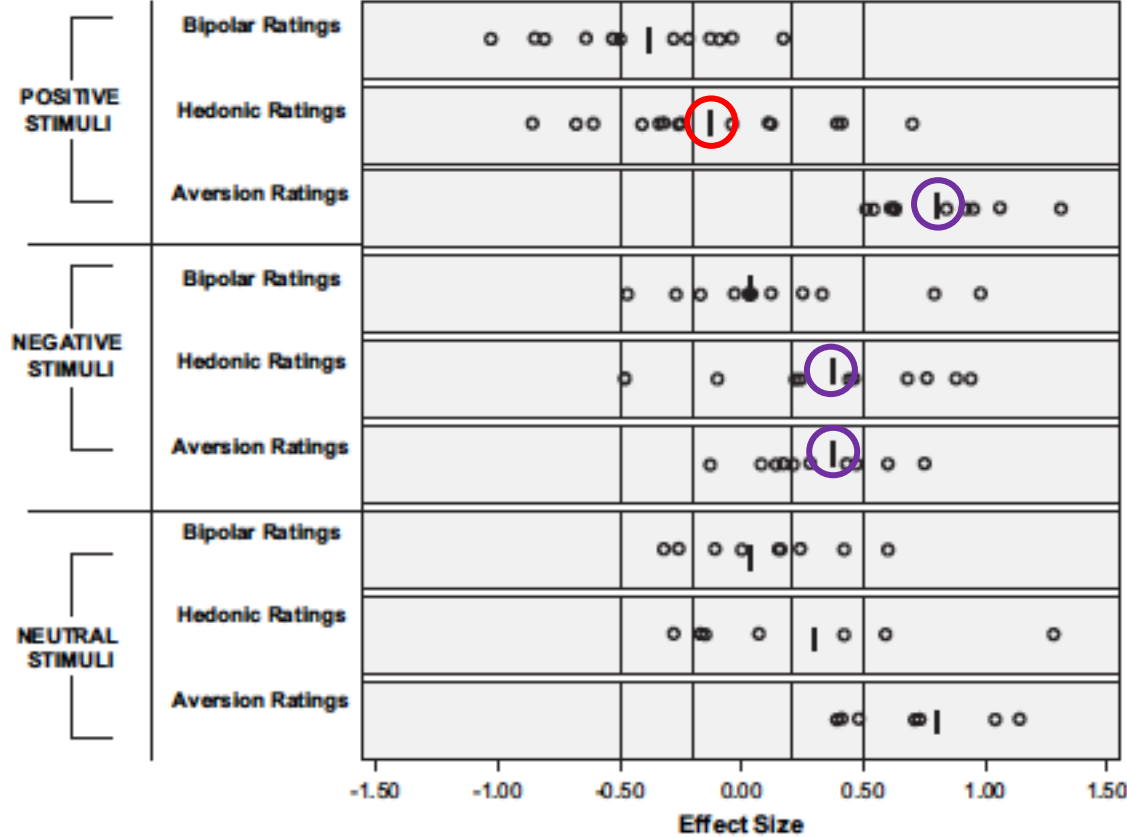 Bipolar Ratings
POSITIVE
STIMULI
Hedonic Ratings
Aversion Ratings
Bipolar Ratings
NEGATIVE
STIMULI
Hedonic Ratings
Aversion Ratings
Bipolar Ratings
Hedonic Ratings
NEUTRAL
STIMULI
Aversion Ratings
-1.50 -1.00 -0.50 0.00 0.50 1.00 1.50
Effect Size